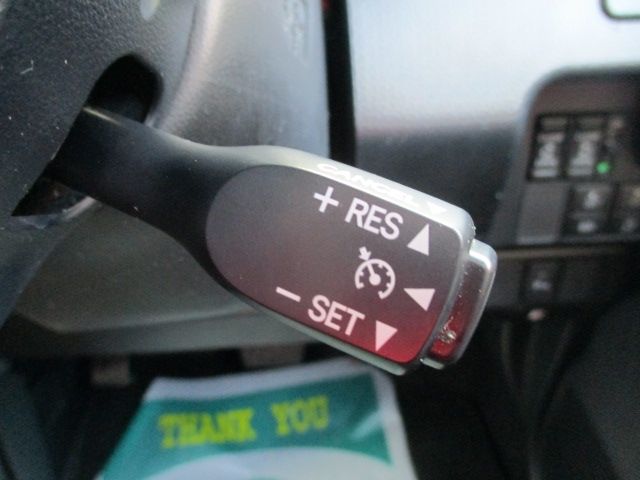 CANCEL
+ RES
− SET
THANK YOU